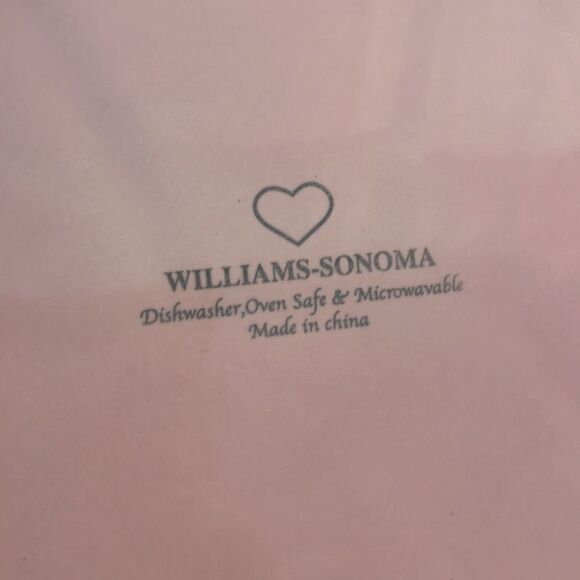 WILLIAMS-SONOMA
Dishwasher,Oven Safe & Microwavable
Made in china